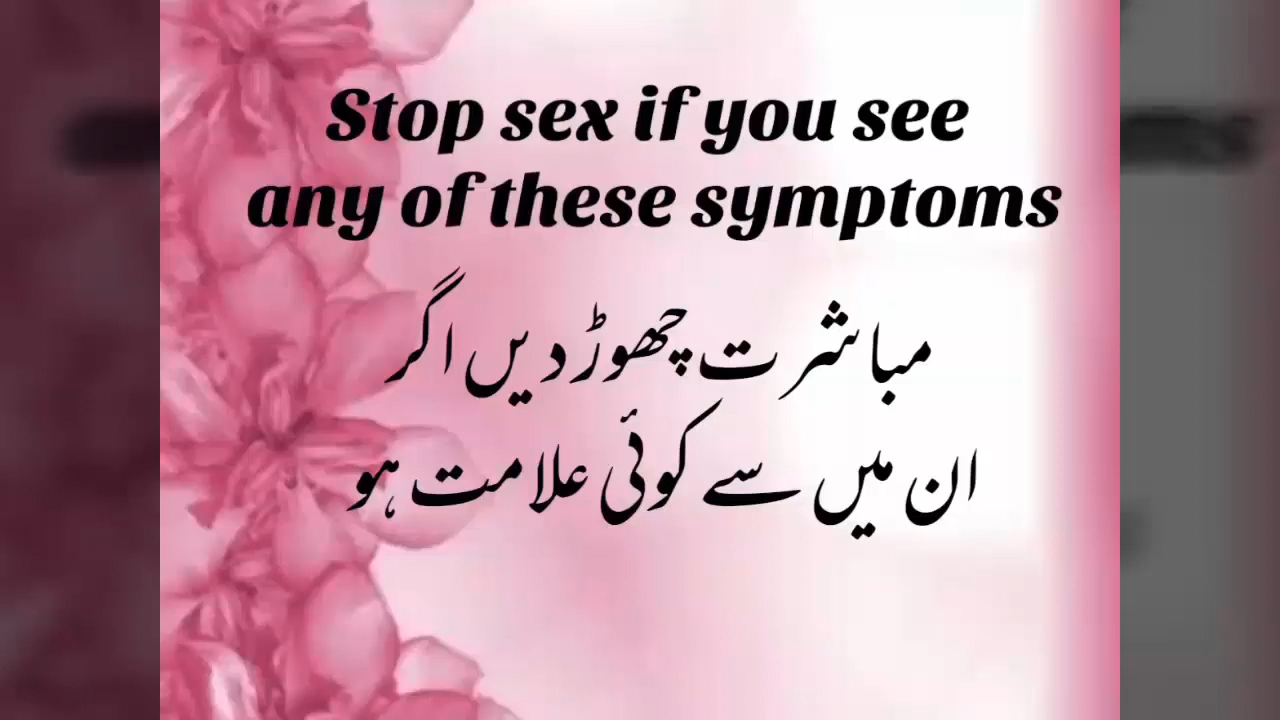 Stop sex if you see
any of these symptoms
مباشرت چھوڑ دیں اگر
ان میں سے کوئی علامت ہو